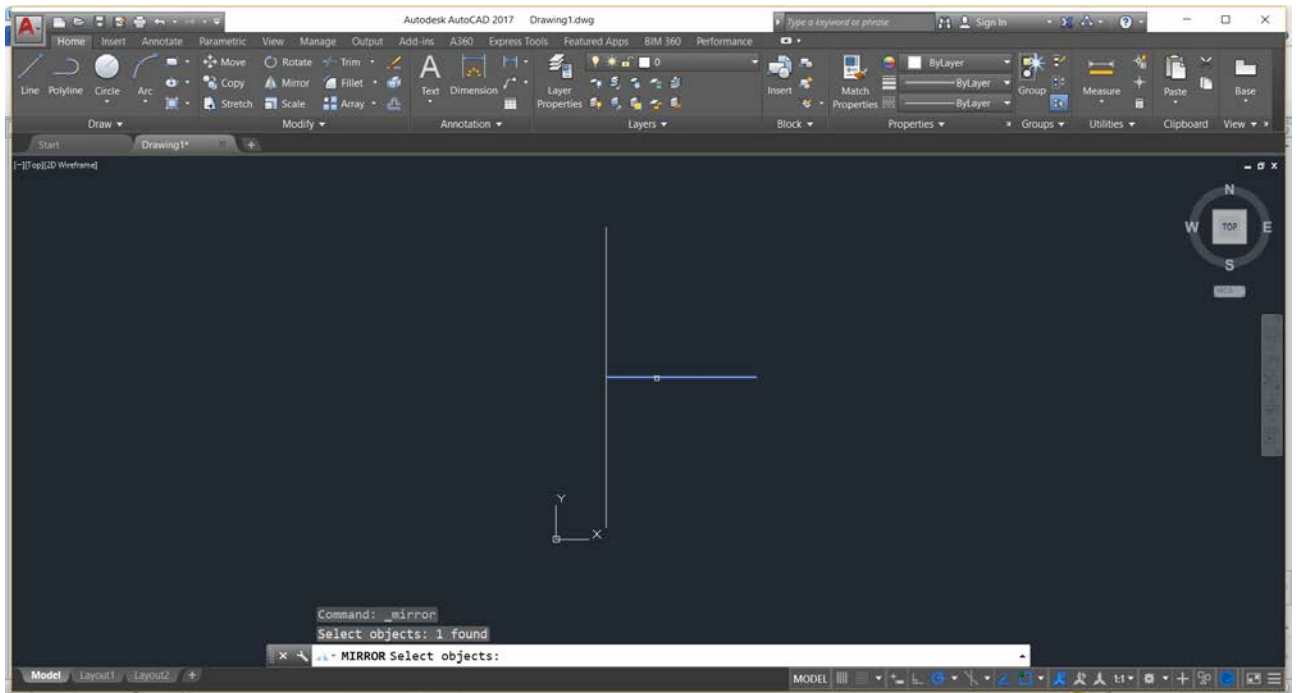 Autodesk AutoCAD 2017 Drawing1.dwg
Type a keyword or phrase
Sign In
Home Insert Annotate Parametric View Manage Output Add-ins A360 Express Tools Featured Apps BIM 360 Performance
Line Polyline Circle Arc
Move Rotate Trim
Copy Mirror Fillet
Stretch Scale Array
Text Dimension
Layer Properties
0
Insert
Match Properties
ByLayer
ByLayer
ByLayer
Group
Measure
Paste
Base
Draw Modify Annotation Layers Block Properties Groups Utilities Clipboard View
Start Drawing1*
[−][Top][2D Wireframe]
N
W TOP E
S
Y
X
Command: _mirror
Select objects: 1 found
MIRROR Select objects:
Model Layout1 Layout2 +
MODEL 1:1